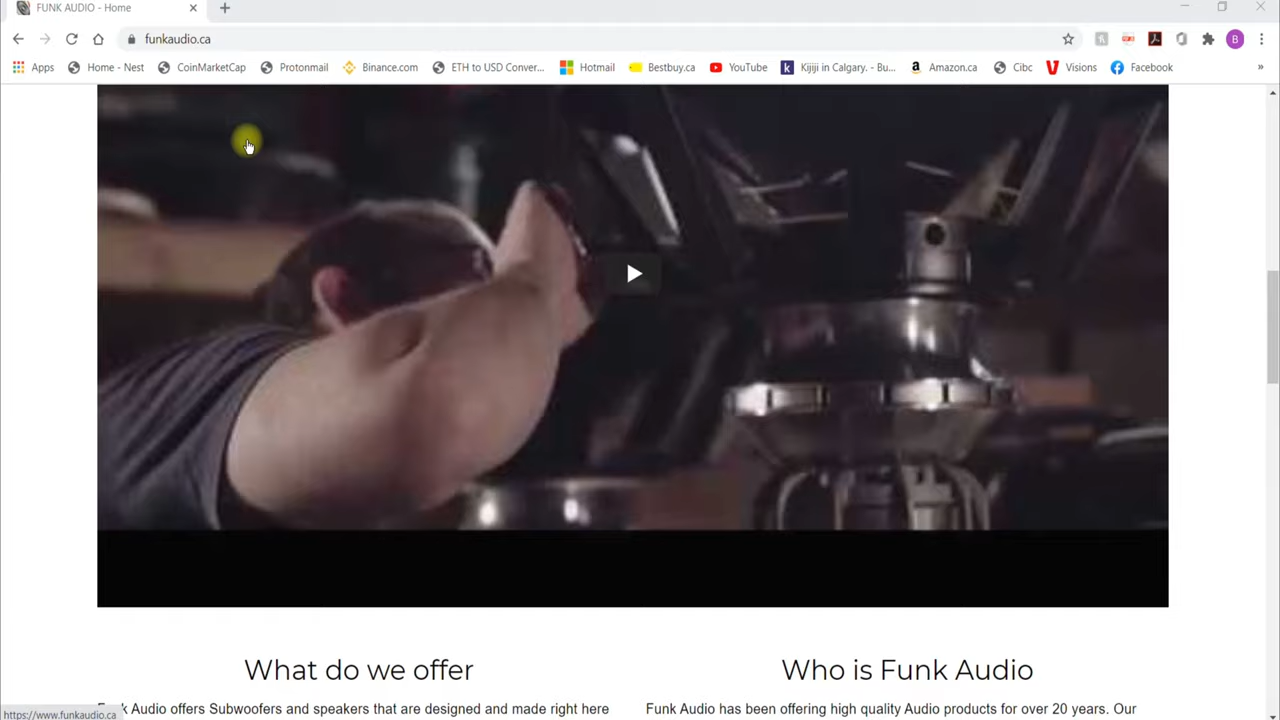 FUNK AUDIO - Home
funkaudio.ca
Apps Home - Nest CoinMarketCap Protonmail Binance.com ETH to USD Conver... Hotmail Bestbuy.ca YouTube Kijiji in Calgary. - Bu... Amazon.ca Cibc Visions Facebook »
What do we offer
Funk Audio offers Subwoofers and speakers that are designed and made right here
Who is Funk Audio
Funk Audio has been offering high quality Audio products for over 20 years. Our
https://www.funkaudio.ca